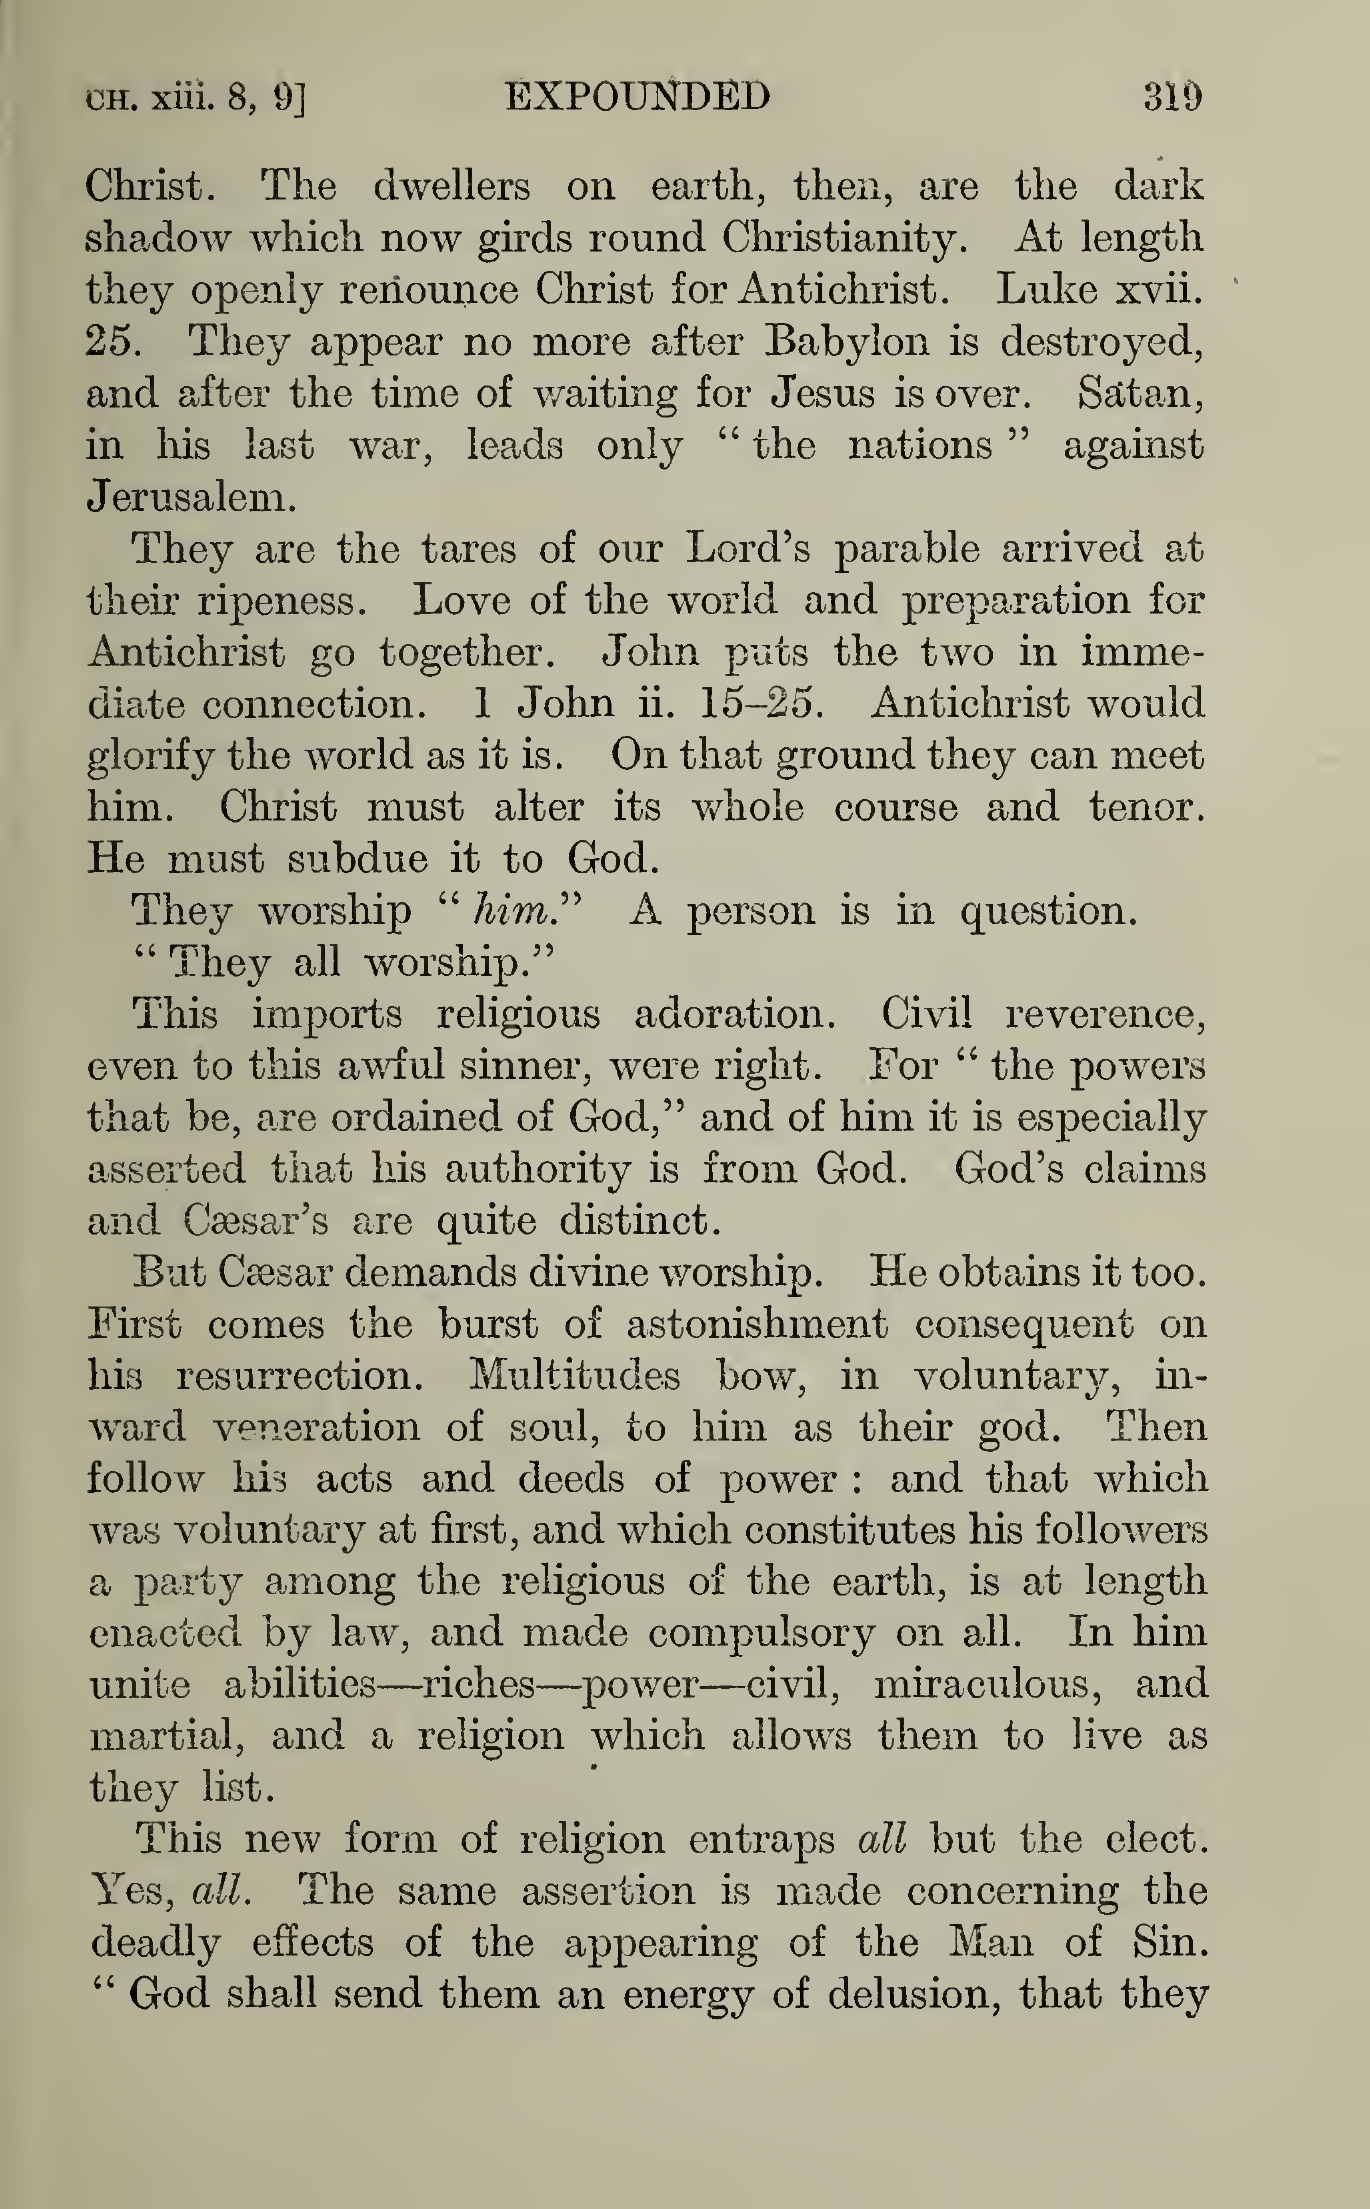 CH. xiii. 8, 9] EXPOUNDED 319
Christ. The dwellers on earth, then, are the dark
shadow which now girds round Christianity. At length
they openly renounce Christ for Antichrist. Luke xvii.
25. They appear no more after Babylon is destroyed,
and after the time of waiting for Jesus is over. Satan,
in his last war, leads only “ the nations ” against
Jerusalem.
They are the tares of our Lord’s parable arrived at
their ripeness. Love of the world and preparation for
Antichrist go together. John puts the two in imme-
diate connection. 1 John ii. 15–25. Antichrist would
glorify the world as it is. On that ground they can meet
him. Christ must alter its whole course and tenor.
He must subdue it to God.
They worship “ him.” A person is in question.
“ They all worship.”
This imports religious adoration. Civil reverence,
even to this awful sinner, were right. For “ the powers
that be, are ordained of God,” and of him it is especially
asserted that his authority is from God. God’s claims
and Cæsar’s are quite distinct.
But Cæsar demands divine worship. He obtains it too.
First comes the burst of astonishment consequent on
his resurrection. Multitudes bow, in voluntary, in-
ward veneration of soul, to him as their god. Then
follow his acts and deeds of power : and that which
was voluntary at first, and which constitutes his followers
a party among the religious of the earth, is at length
enacted by law, and made compulsory on all. In him
unite abilities—riches—power—civil, miraculous, and
martial, and a religion which allows them to live as
they list.
This new form of religion entraps all but the elect.
Yes, all. The same assertion is made concerning the
deadly effects of the appearing of the Man of Sin.
“ God shall send them an energy of delusion, that they